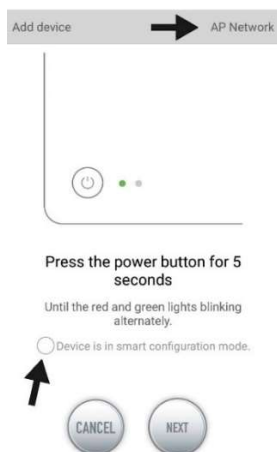 Add device AP Network
Press the power button for 5
seconds
Until the red and green lights blinking
alternately.
Device is in smart configuration mode.
CANCEL NEXT